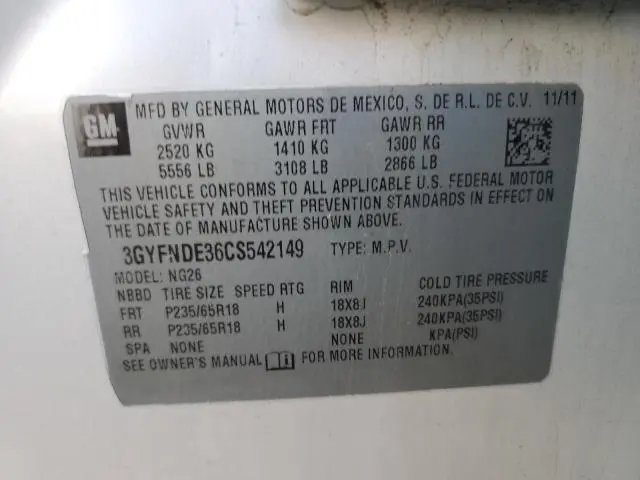 GM
MFD BY GENERAL MOTORS DE MEXICO, S. DE R.L. DE C.V. 11/11
GVWR GAWR FRT GAWR RR
2520 KG 1410 KG 1300 KG
5556 LB 3108 LB 2866 LB
THIS VEHICLE CONFORMS TO ALL APPLICABLE U.S. FEDERAL MOTOR
VEHICLE SAFETY AND THEFT PREVENTION STANDARDS IN EFFECT ON
THE DATE OF MANUFACTURE SHOWN ABOVE.
3GYFNDE36CS542149 TYPE: M.P.V.
MODEL: NG26
NBBD TIRE SIZE SPEED RTG RIM COLD TIRE PRESSURE
FRT P235/65R18 H 18X8J 240KPA(35PSI)
RR P235/65R18 H 18X8J 240KPA(35PSI)
SPA NONE NONE KPA(PSI)
SEE OWNER'S MANUAL FOR MORE INFORMATION.